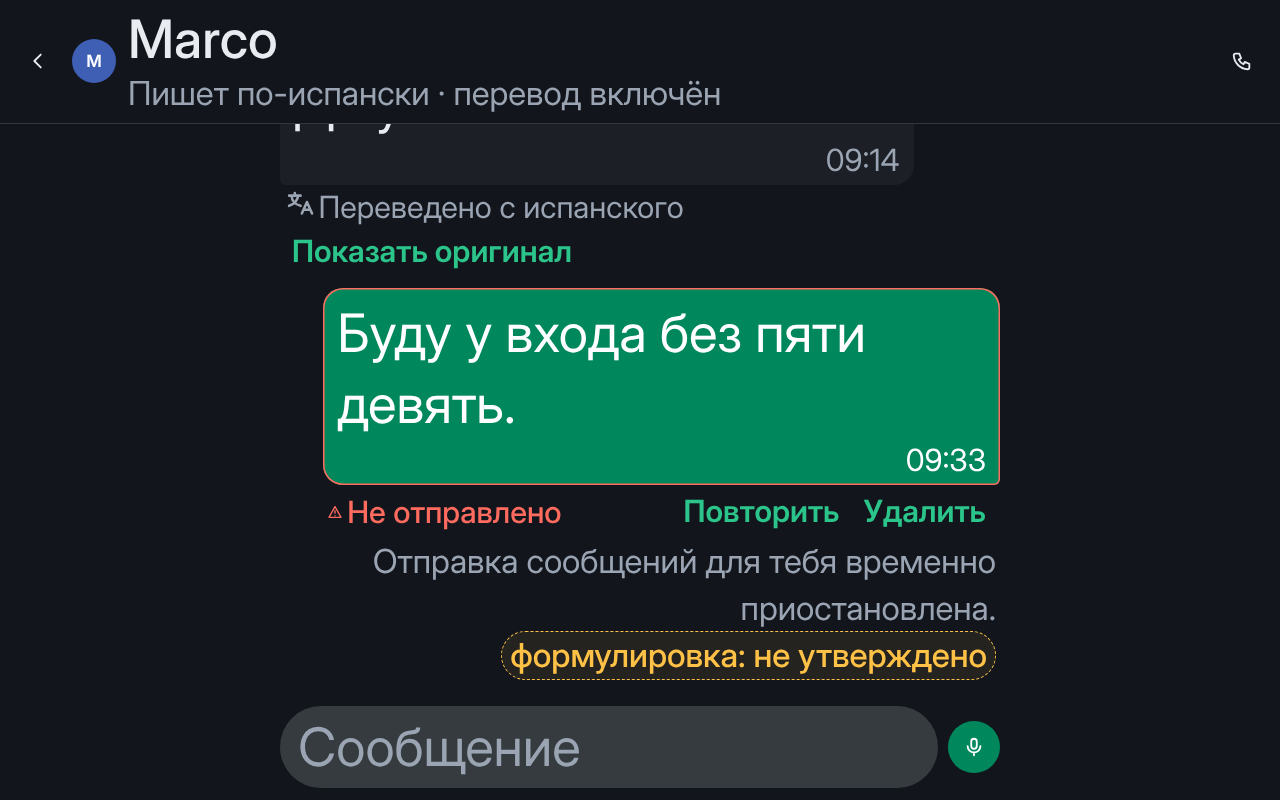 Marco
M
Пишет по-испански · перевод включён
09:14
Переведено с испанского
Показать оригинал
Буду у входа без пяти
девять.
09:33
Не отправлено
Повторить
Удалить
Отправка сообщений для тебя временно
приостановлена.
формулировка: не утверждено
Сообщение